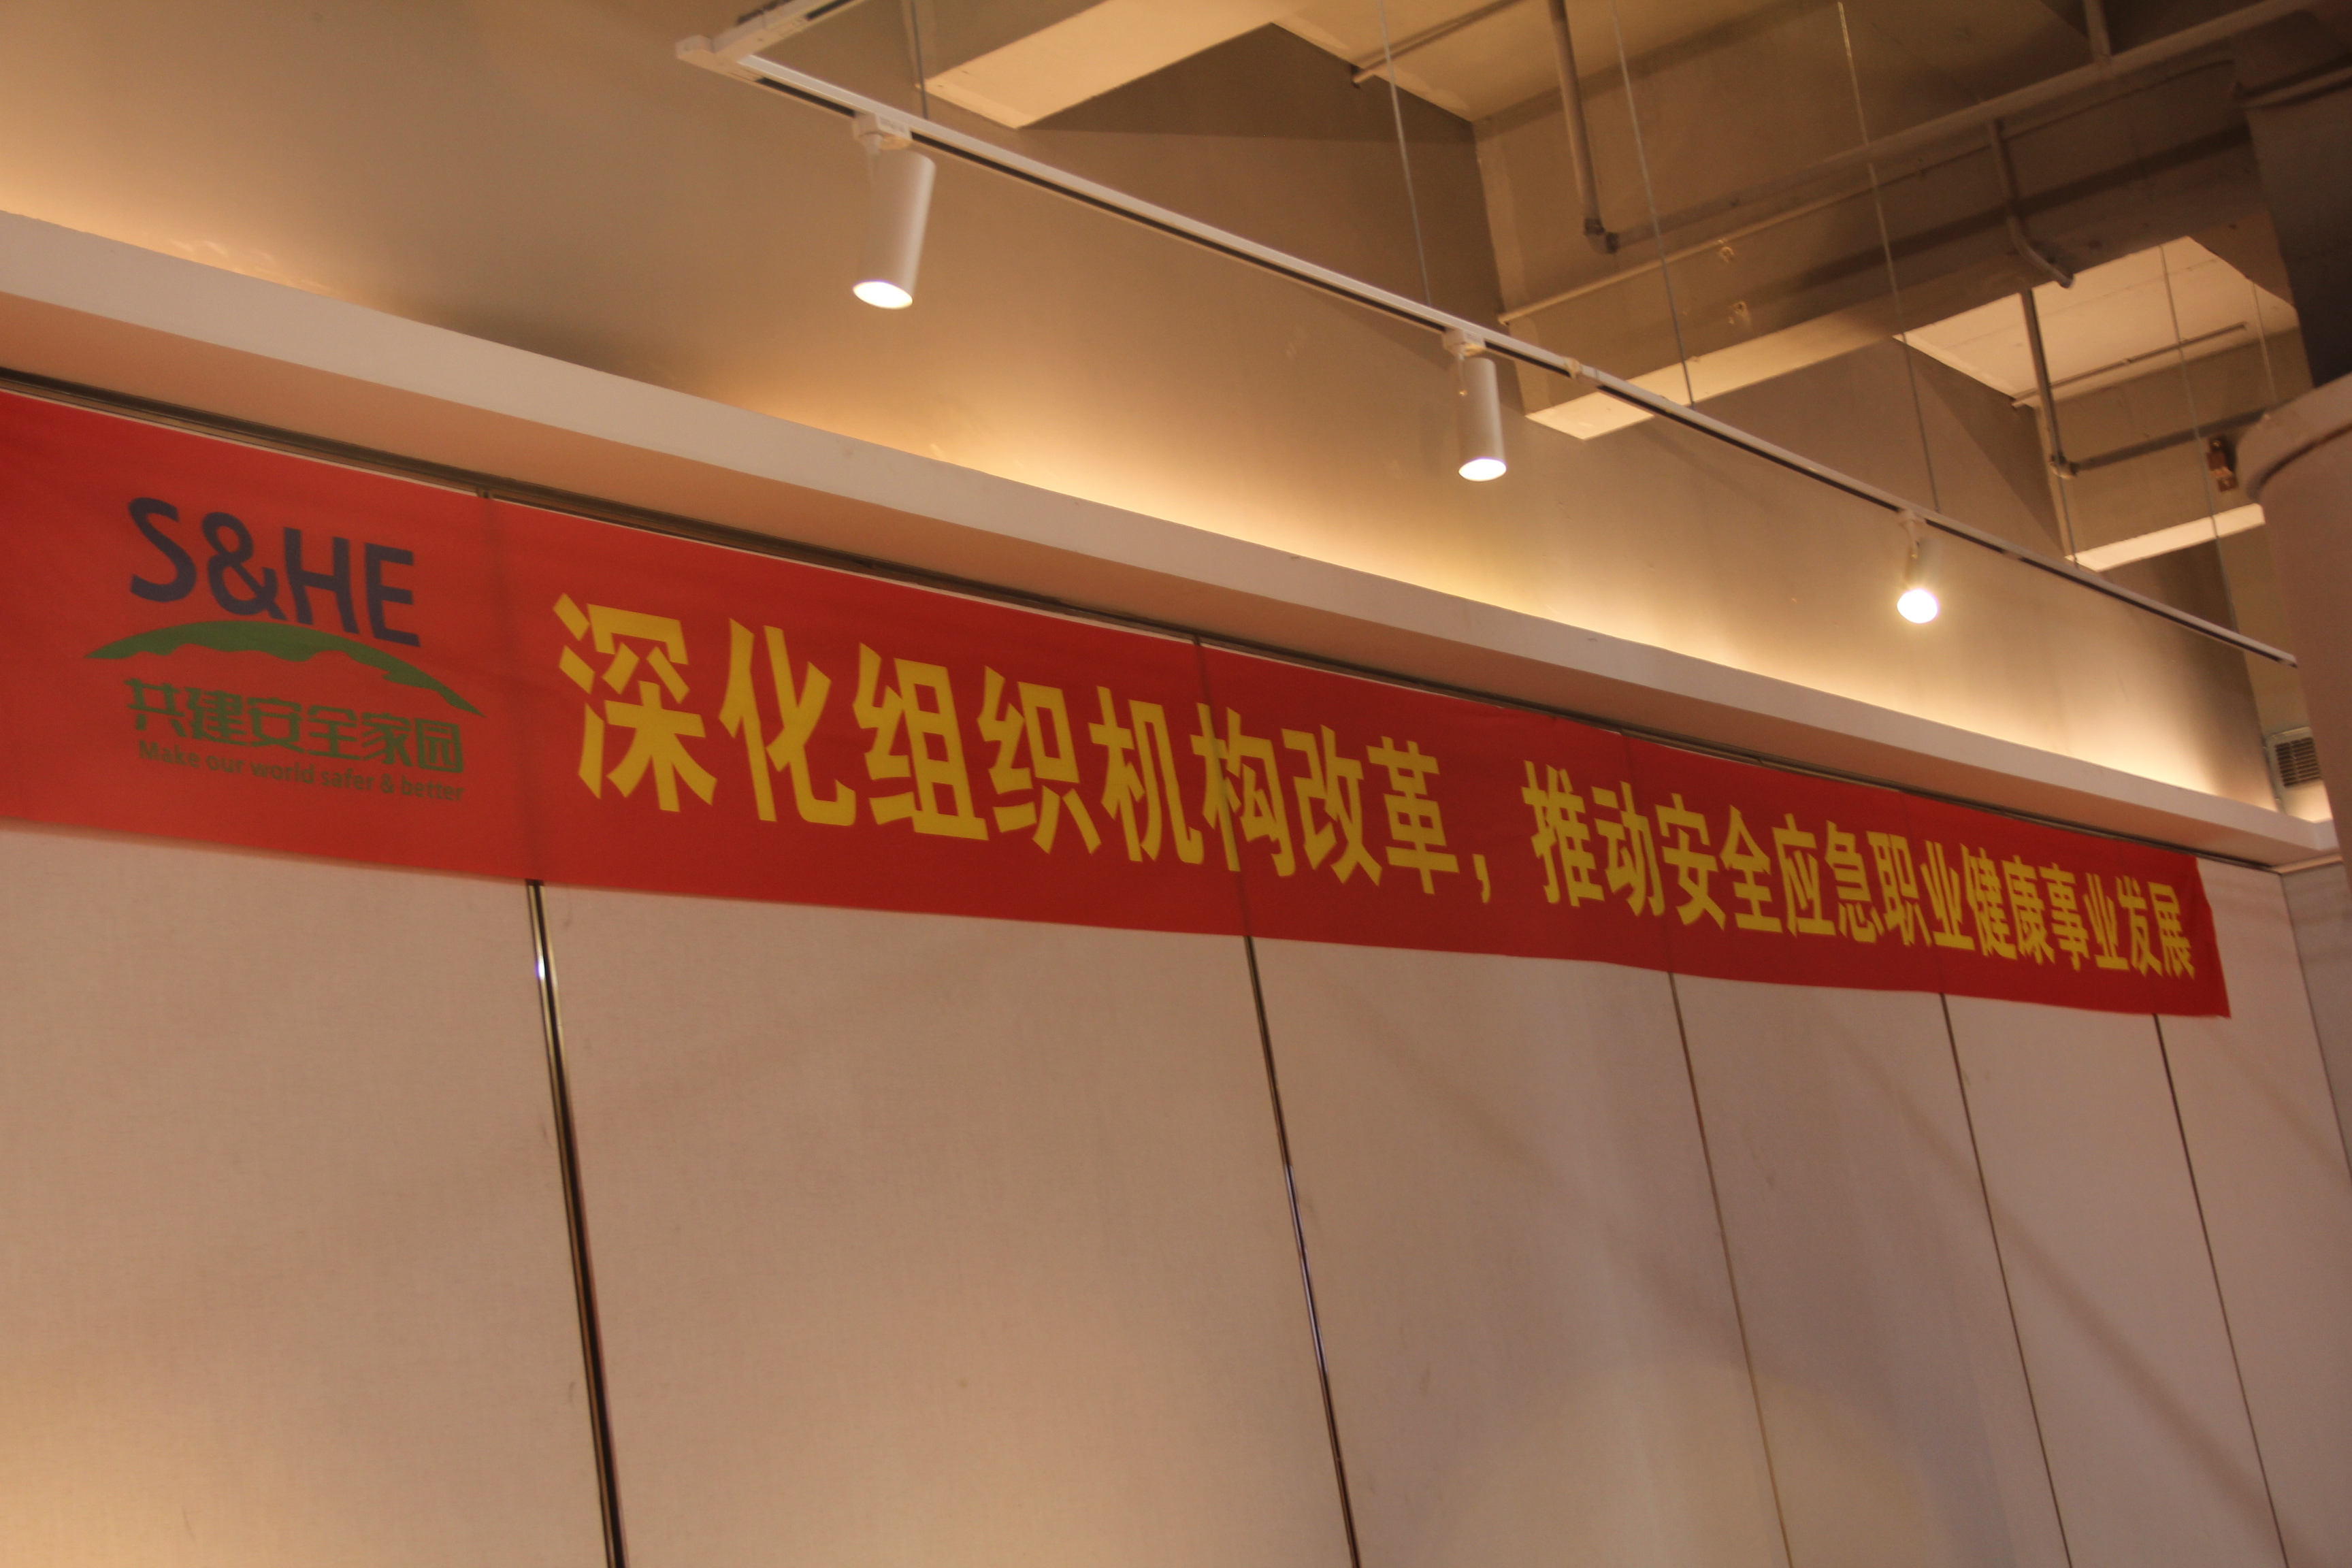 S&HE
共建安全家园
Make our world safer & better
深化组织机构改革，推动安全应急职业健康事业发展